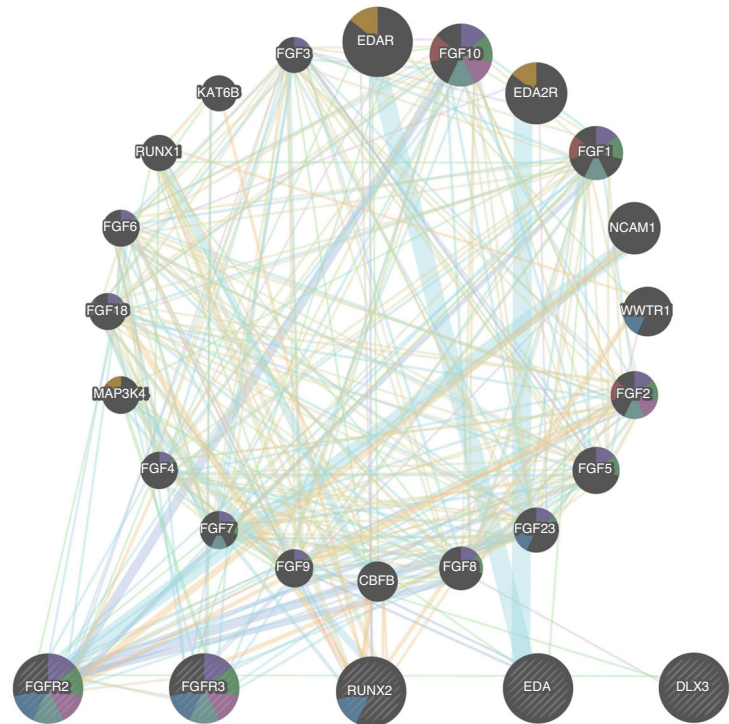 EDAR
FGF3
FGF10
KAT6B
EDA2R
RUNX1
FGF1
FGF6
NCAM1
FGF18
WWTR1
MAP3K4
FGF2
FGF4
FGF5
FGF7
FGF23
FGF9
CBFB
FGF8
FGFR2
FGFR3
RUNX2
EDA
DLX3